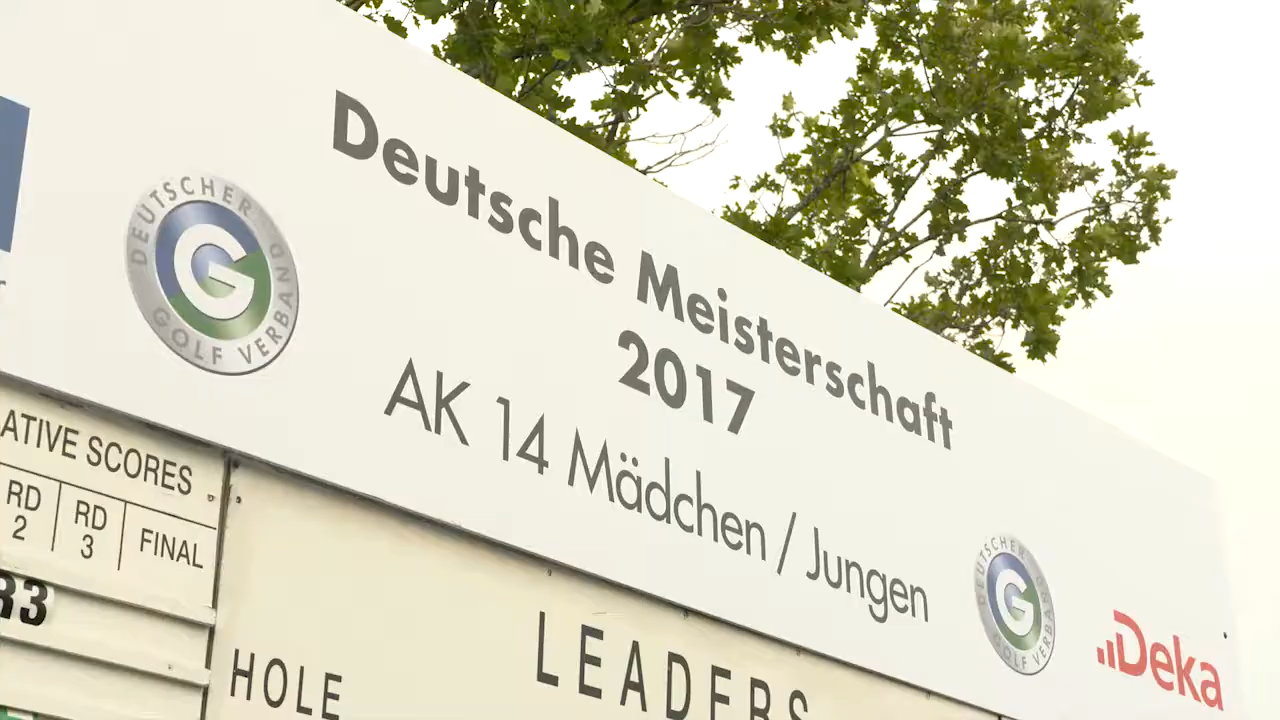 Deutsche Meisterschaft
2017
AK 14 Mädchen / Jungen
DEUTSCHER GOLF VERBAND
DEUTSCHER GOLF VERBAND
Deka
ATIVE SCORES
RD 2
RD 3
FINAL
R3
HOLE
LEADERS